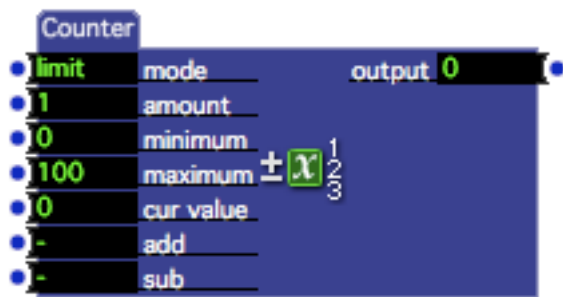 Counter
limit mode output 0
1 amount
0 minimum
100 maximum ± x 1 2 3
0 cur value
- add
- sub